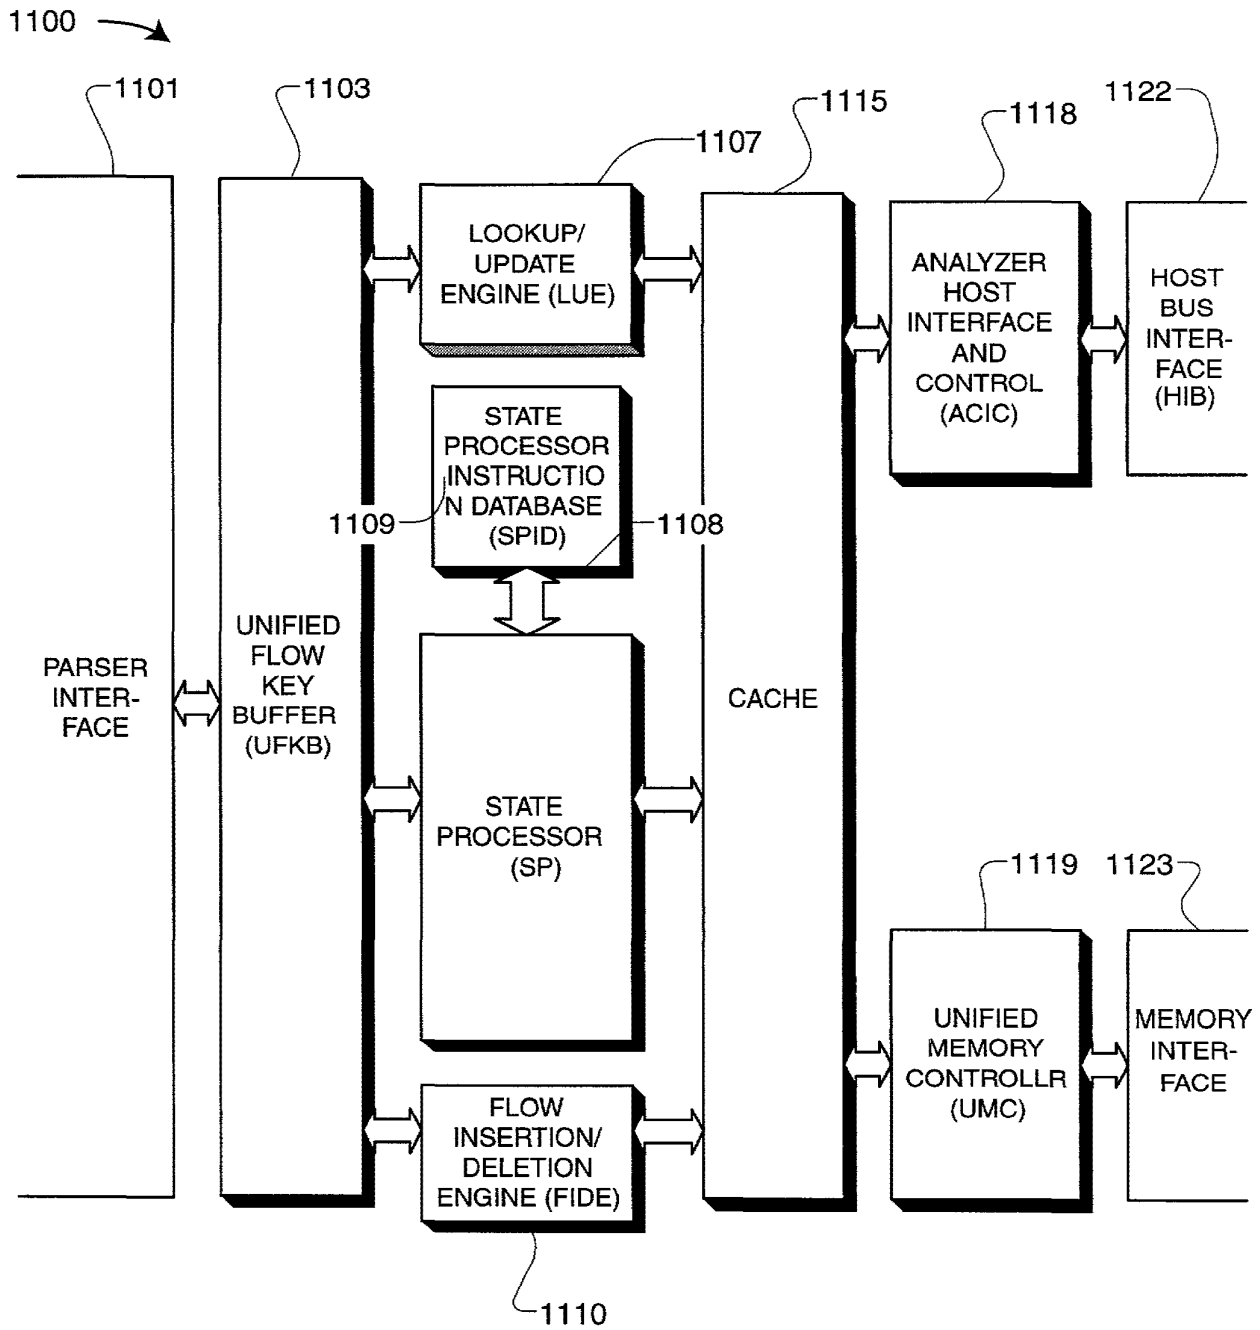 1100
1101
1103
1107
1115
1118
1122
PARSER
INTER-
FACE
UNIFIED
FLOW
KEY
BUFFER
(UFKB)
LOOKUP/
UPDATE
ENGINE (LUE)
STATE
PROCESSOR
INSTRUCTIO
N DATABASE
(SPID)
1109
1108
STATE
PROCESSOR
(SP)
FLOW
INSERTION/
DELETION
ENGINE (FIDE)
1110
CACHE
ANALYZER
HOST
INTERFACE
AND
CONTROL
(ACIC)
HOST
BUS
INTER-
FACE
(HIB)
1119
1123
UNIFIED
MEMORY
CONTROLLR
(UMC)
MEMORY
INTER-
FACE